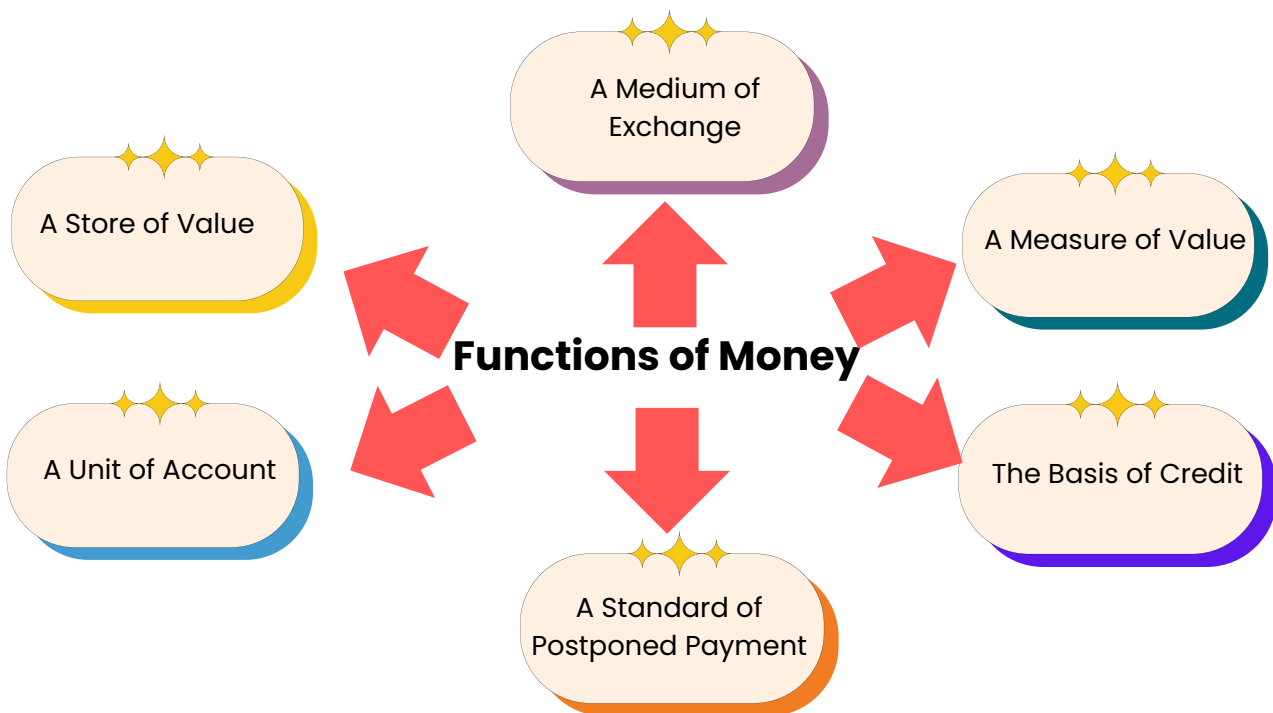 A Medium of
Exchange
A Store of Value
A Measure of Value
Functions of Money
A Unit of Account
The Basis of Credit
A Standard of
Postponed Payment